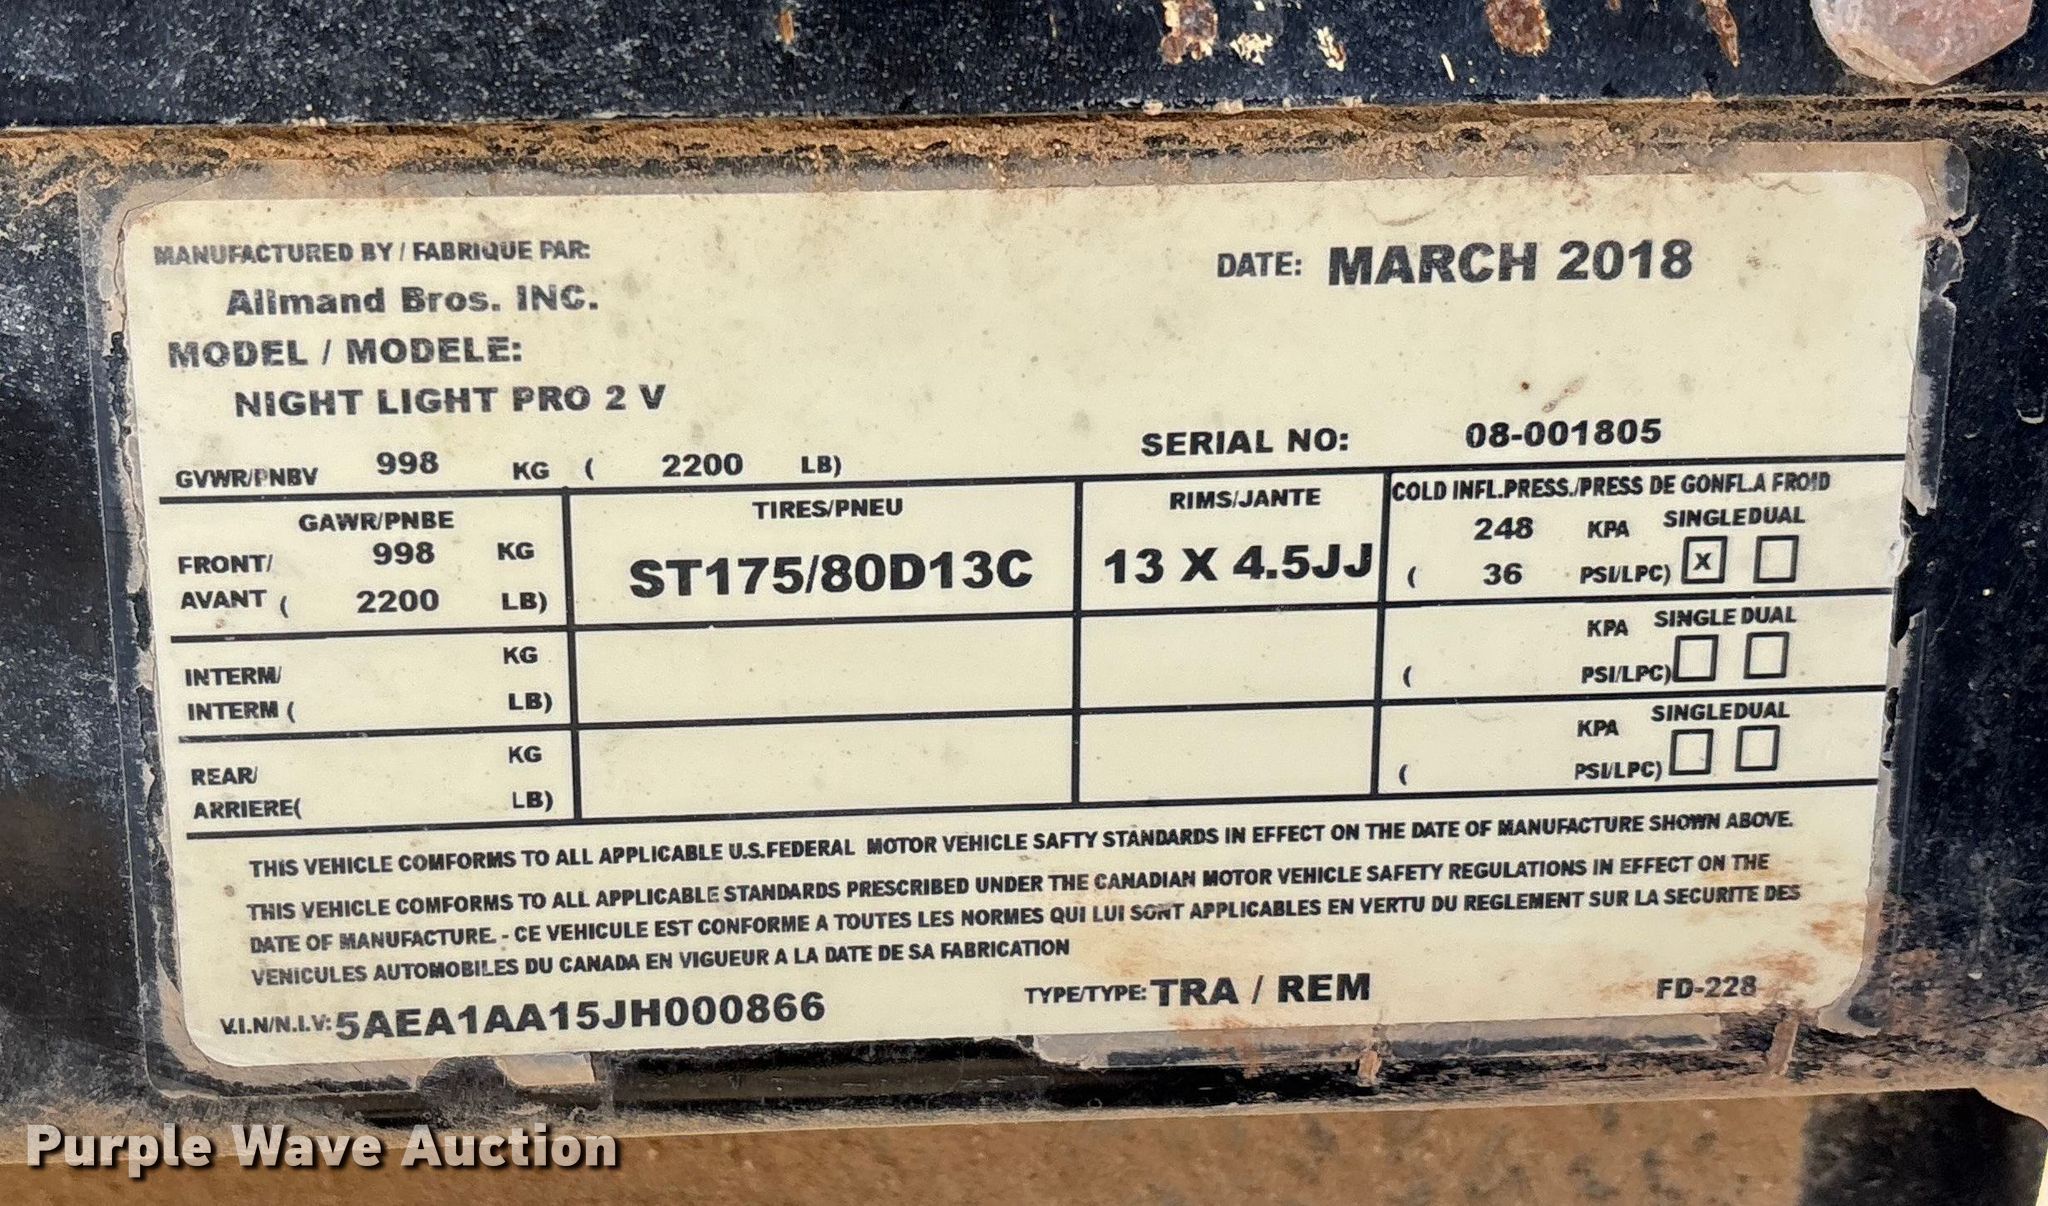 MANUFACTURED BY / FABRIQUE PAR:
Allmand Bros. INC.
DATE: MARCH 2018
MODEL / MODELE:
NIGHT LIGHT PRO 2 V
SERIAL NO: 08-001805
GVWR/PNBV 998 KG ( 2200 LB)
GAWR/PNBE TIRES/PNEU RIMS/JANTE COLD INFL.PRESS./PRESS DE GONFL.A FROID
FRONT/ 998 KG ST175/80D13C 13 X 4.5JJ 248 KPA SINGLE DUAL
AVANT ( 2200 LB) ( 36 PSI/LPC) X
INTERM/ KG KPA SINGLE DUAL
INTERM ( LB) ( PSI/LPC)
REAR/ KG KPA SINGLE DUAL
ARRIERE( LB) ( PSI/LPC)
THIS VEHICLE COMFORMS TO ALL APPLICABLE U.S.FEDERAL MOTOR VEHICLE SAFTY STANDARDS IN EFFECT ON THE DATE OF MANUFACTURE SHOWN ABOVE.
THIS VEHICLE COMFORMS TO ALL APPLICABLE STANDARDS PRESCRIBED UNDER THE CANADIAN MOTOR VEHICLE SAFETY REGULATIONS IN EFFECT ON THE
DATE OF MANUFACTURE. - CE VEHICULE EST CONFORME A TOUTES LES NORMES QUI LUI SONT APPLICABLES EN VERTU DU REGLEMENT SUR LA SECURITE DES
VENICULES AUTOMOBILES DU CANADA EN VIGUEUR A LA DATE DE SA FABRICATION
V.I.N/N.I.V: 5AEA1AA15JH000866 TYPE/TYPE: TRA / REM FD-228
Purple Wave Auction